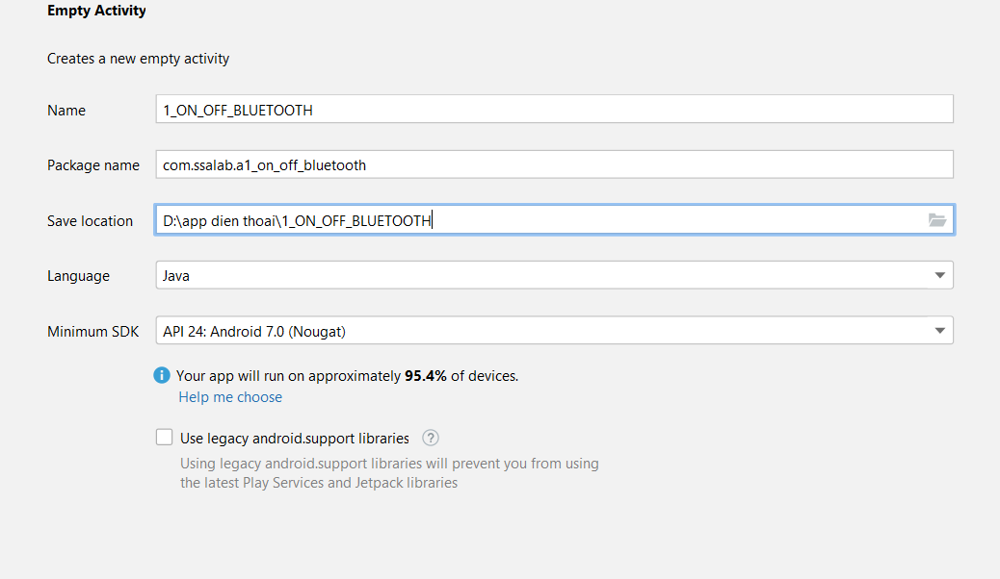 Empty Activity
Creates a new empty activity
Name 1_ON_OFF_BLUETOOTH
Package name com.ssalab.a1_on_off_bluetooth
Save location D:\app dien thoai\1_ON_OFF_BLUETOOTH
Language Java
Minimum SDK API 24: Android 7.0 (Nougat)
i Your app will run on approximately 95.4% of devices.
Help me choose
Use legacy android.support libraries ?
Using legacy android.support libraries will prevent you from using
the latest Play Services and Jetpack libraries